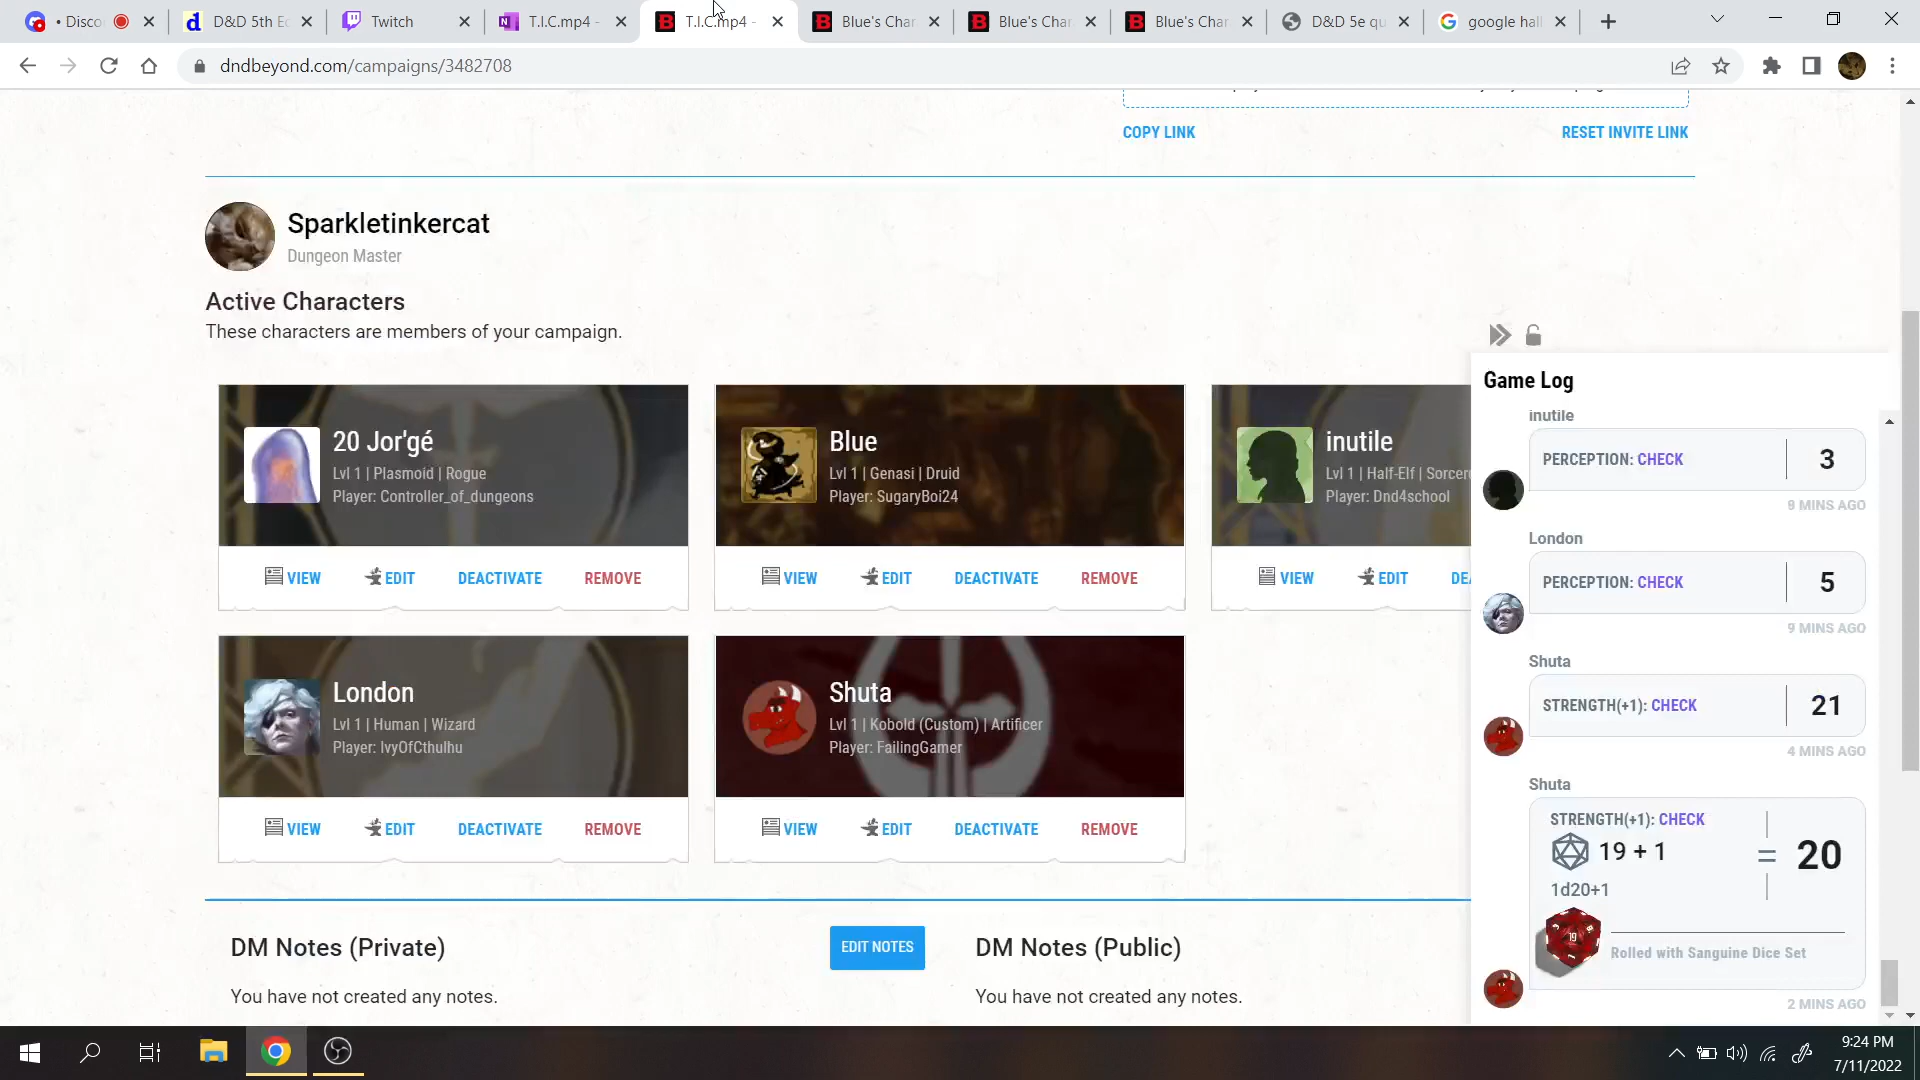 • Disco
D&D 5th E
Twitch
T.I.C.mp4 -
T.I.C.mp4 -
Blue's Char
Blue's Char
Blue's Char
D&D 5e qu
google hall
dndbeyond.com/campaigns/3482708
COPY LINK
RESET INVITE LINK
Sparkletinkercat
Dungeon Master
Active Characters
These characters are members of your campaign.
20 Jor'gé
Lvl 1 | Plasmoid | Rogue
Player: Controller_of_dungeons
VIEW EDIT DEACTIVATE REMOVE
Blue
Lvl 1 | Genasi | Druid
Player: SugaryBoi24
VIEW EDIT DEACTIVATE REMOVE
inutile
Lvl 1 | Half-Elf | Sorcer
Player: Dnd4school
VIEW EDIT DE
London
Lvl 1 | Human | Wizard
Player: IvyOfCthulhu
VIEW EDIT DEACTIVATE REMOVE
Shuta
Lvl 1 | Kobold (Custom) | Artificer
Player: FailingGamer
VIEW EDIT DEACTIVATE REMOVE
DM Notes (Private)
EDIT NOTES
You have not created any notes.
DM Notes (Public)
You have not created any notes.
Game Log
inutile
PERCEPTION: CHECK 3
9 MINS AGO
London
PERCEPTION: CHECK 5
9 MINS AGO
Shuta
STRENGTH(+1): CHECK 21
4 MINS AGO
Shuta
STRENGTH(+1): CHECK
19 + 1 = 20
1d20+1
19
Rolled with Sanguine Dice Set
2 MINS AGO
9:24 PM
7/11/2022